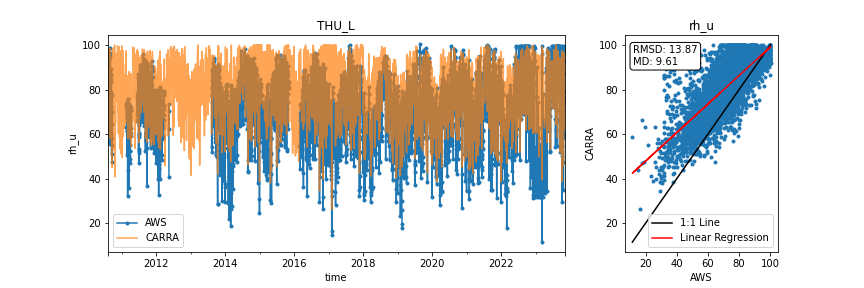 THU_L
rh_u
100
80
60
40
20
rh_u
AWS
CARRA
2012
2014
2016
2018
2020
2022
time
rh_u
100
80
60
40
20
CARRA
RMSD: 13.87
MD: 9.61
1:1 Line
Linear Regression
20
40
60
80
100
AWS